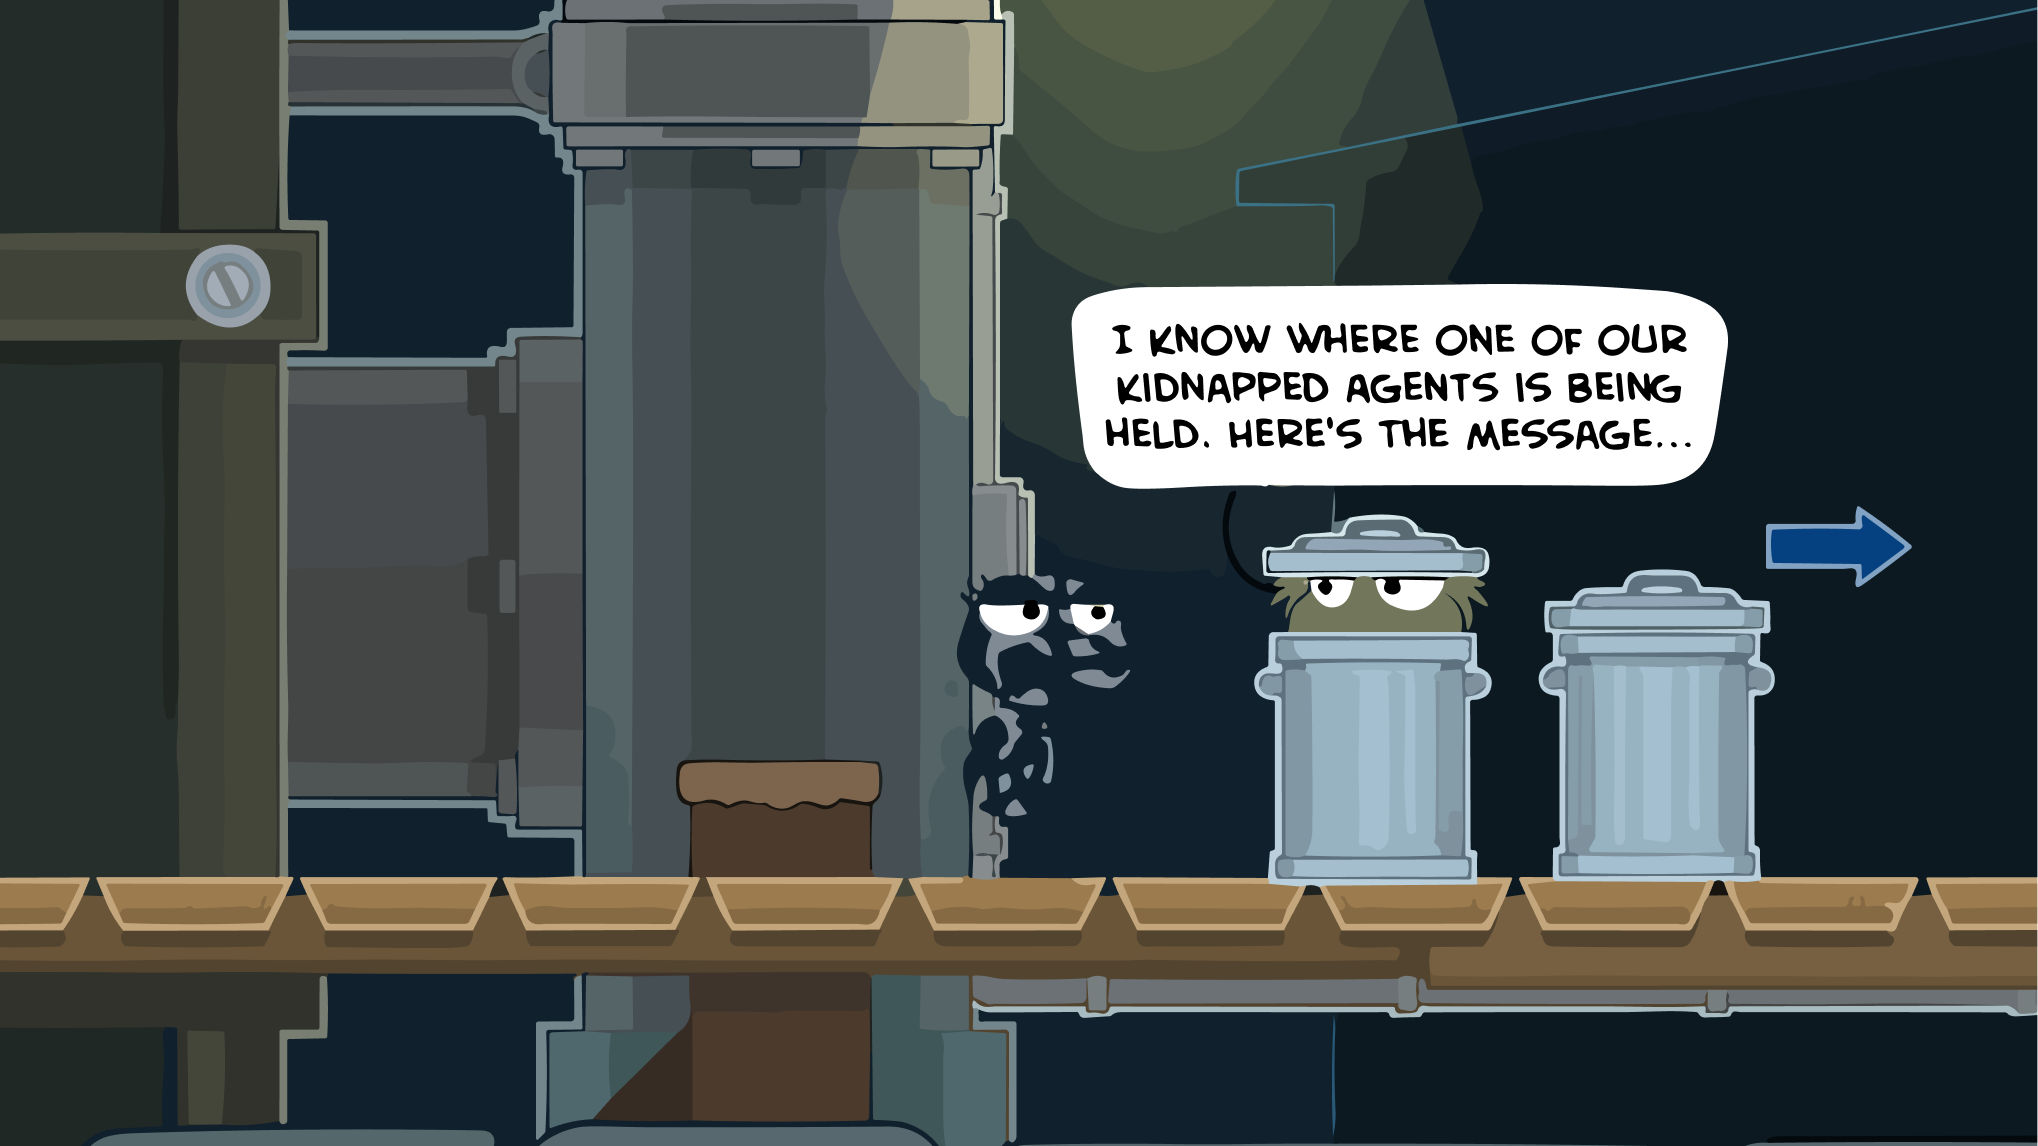 I KNOW WHERE ONE OF OUR
KIDNAPPED AGENTS IS BEING
HELD. HERE'S THE MESSAGE...